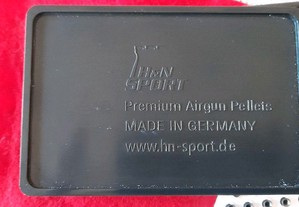 H&N
SPORT
Premium Airgun Pellets
MADE IN GERMANY
www.hn-sport.de